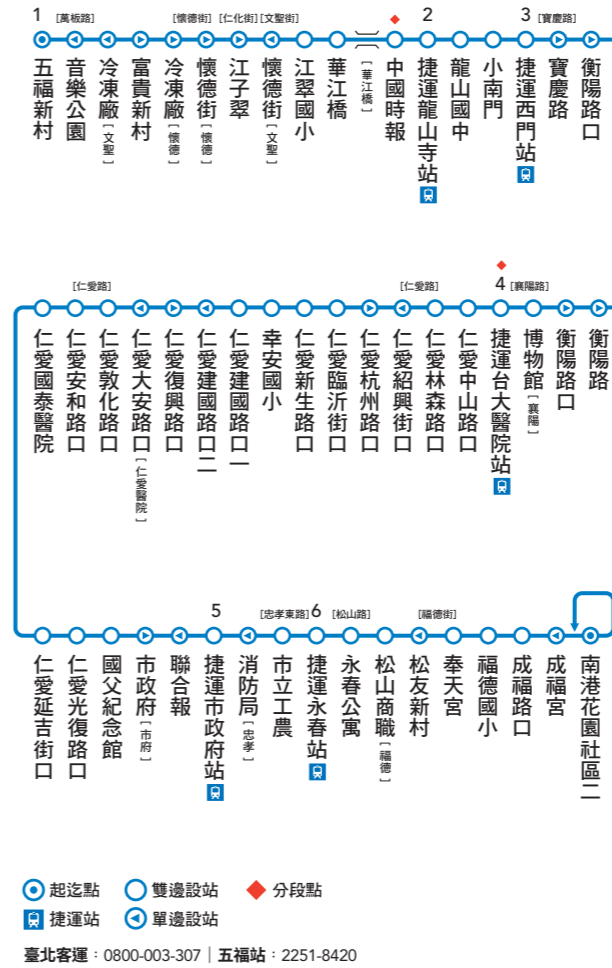 1 [萬板路] [懷德街] [仁化街] [文聖街] 2 3 [寶慶路]
五福新村
音樂公園
冷凍廠[文聖]
富貴新村
冷凍廠[懷德]
懷德街[懷德]
江子翠
懷德街[文聖]
江翠國小
華江橋
[華江橋]
中國時報
捷運龍山寺站
龍山國中
小南門
捷運西門站
寶慶路
衡陽路口
[仁愛路] [仁愛路] 4 [襄陽路]
仁愛國泰醫院
仁愛安和路口
仁愛敦化路口
仁愛大安路口[仁愛醫院]
仁愛復興路口
仁愛建國路口二
仁愛建國路口一
幸安國小
仁愛新生路口
仁愛臨沂街口
仁愛杭州路口
仁愛紹興街口
仁愛林森路口
仁愛中山路口
捷運台大醫院站
博物館[襄陽]
衡陽路口
衡陽路
5 [忠孝東路] 6 [松山路] [福德街]
仁愛延吉街口
仁愛光復路口
國父紀念館
市政府[市府]
聯合報
捷運市政府站
消防局[忠孝]
市立工農
捷運永春站
永春公寓
松山商職[福德]
松友新村
奉天宮
福德國小
成福路口
成福宮
南港花園社區二
起迄點 雙邊設站 分段點
捷運站 單邊設站
臺北客運：0800-003-307｜五福站：2251-8420